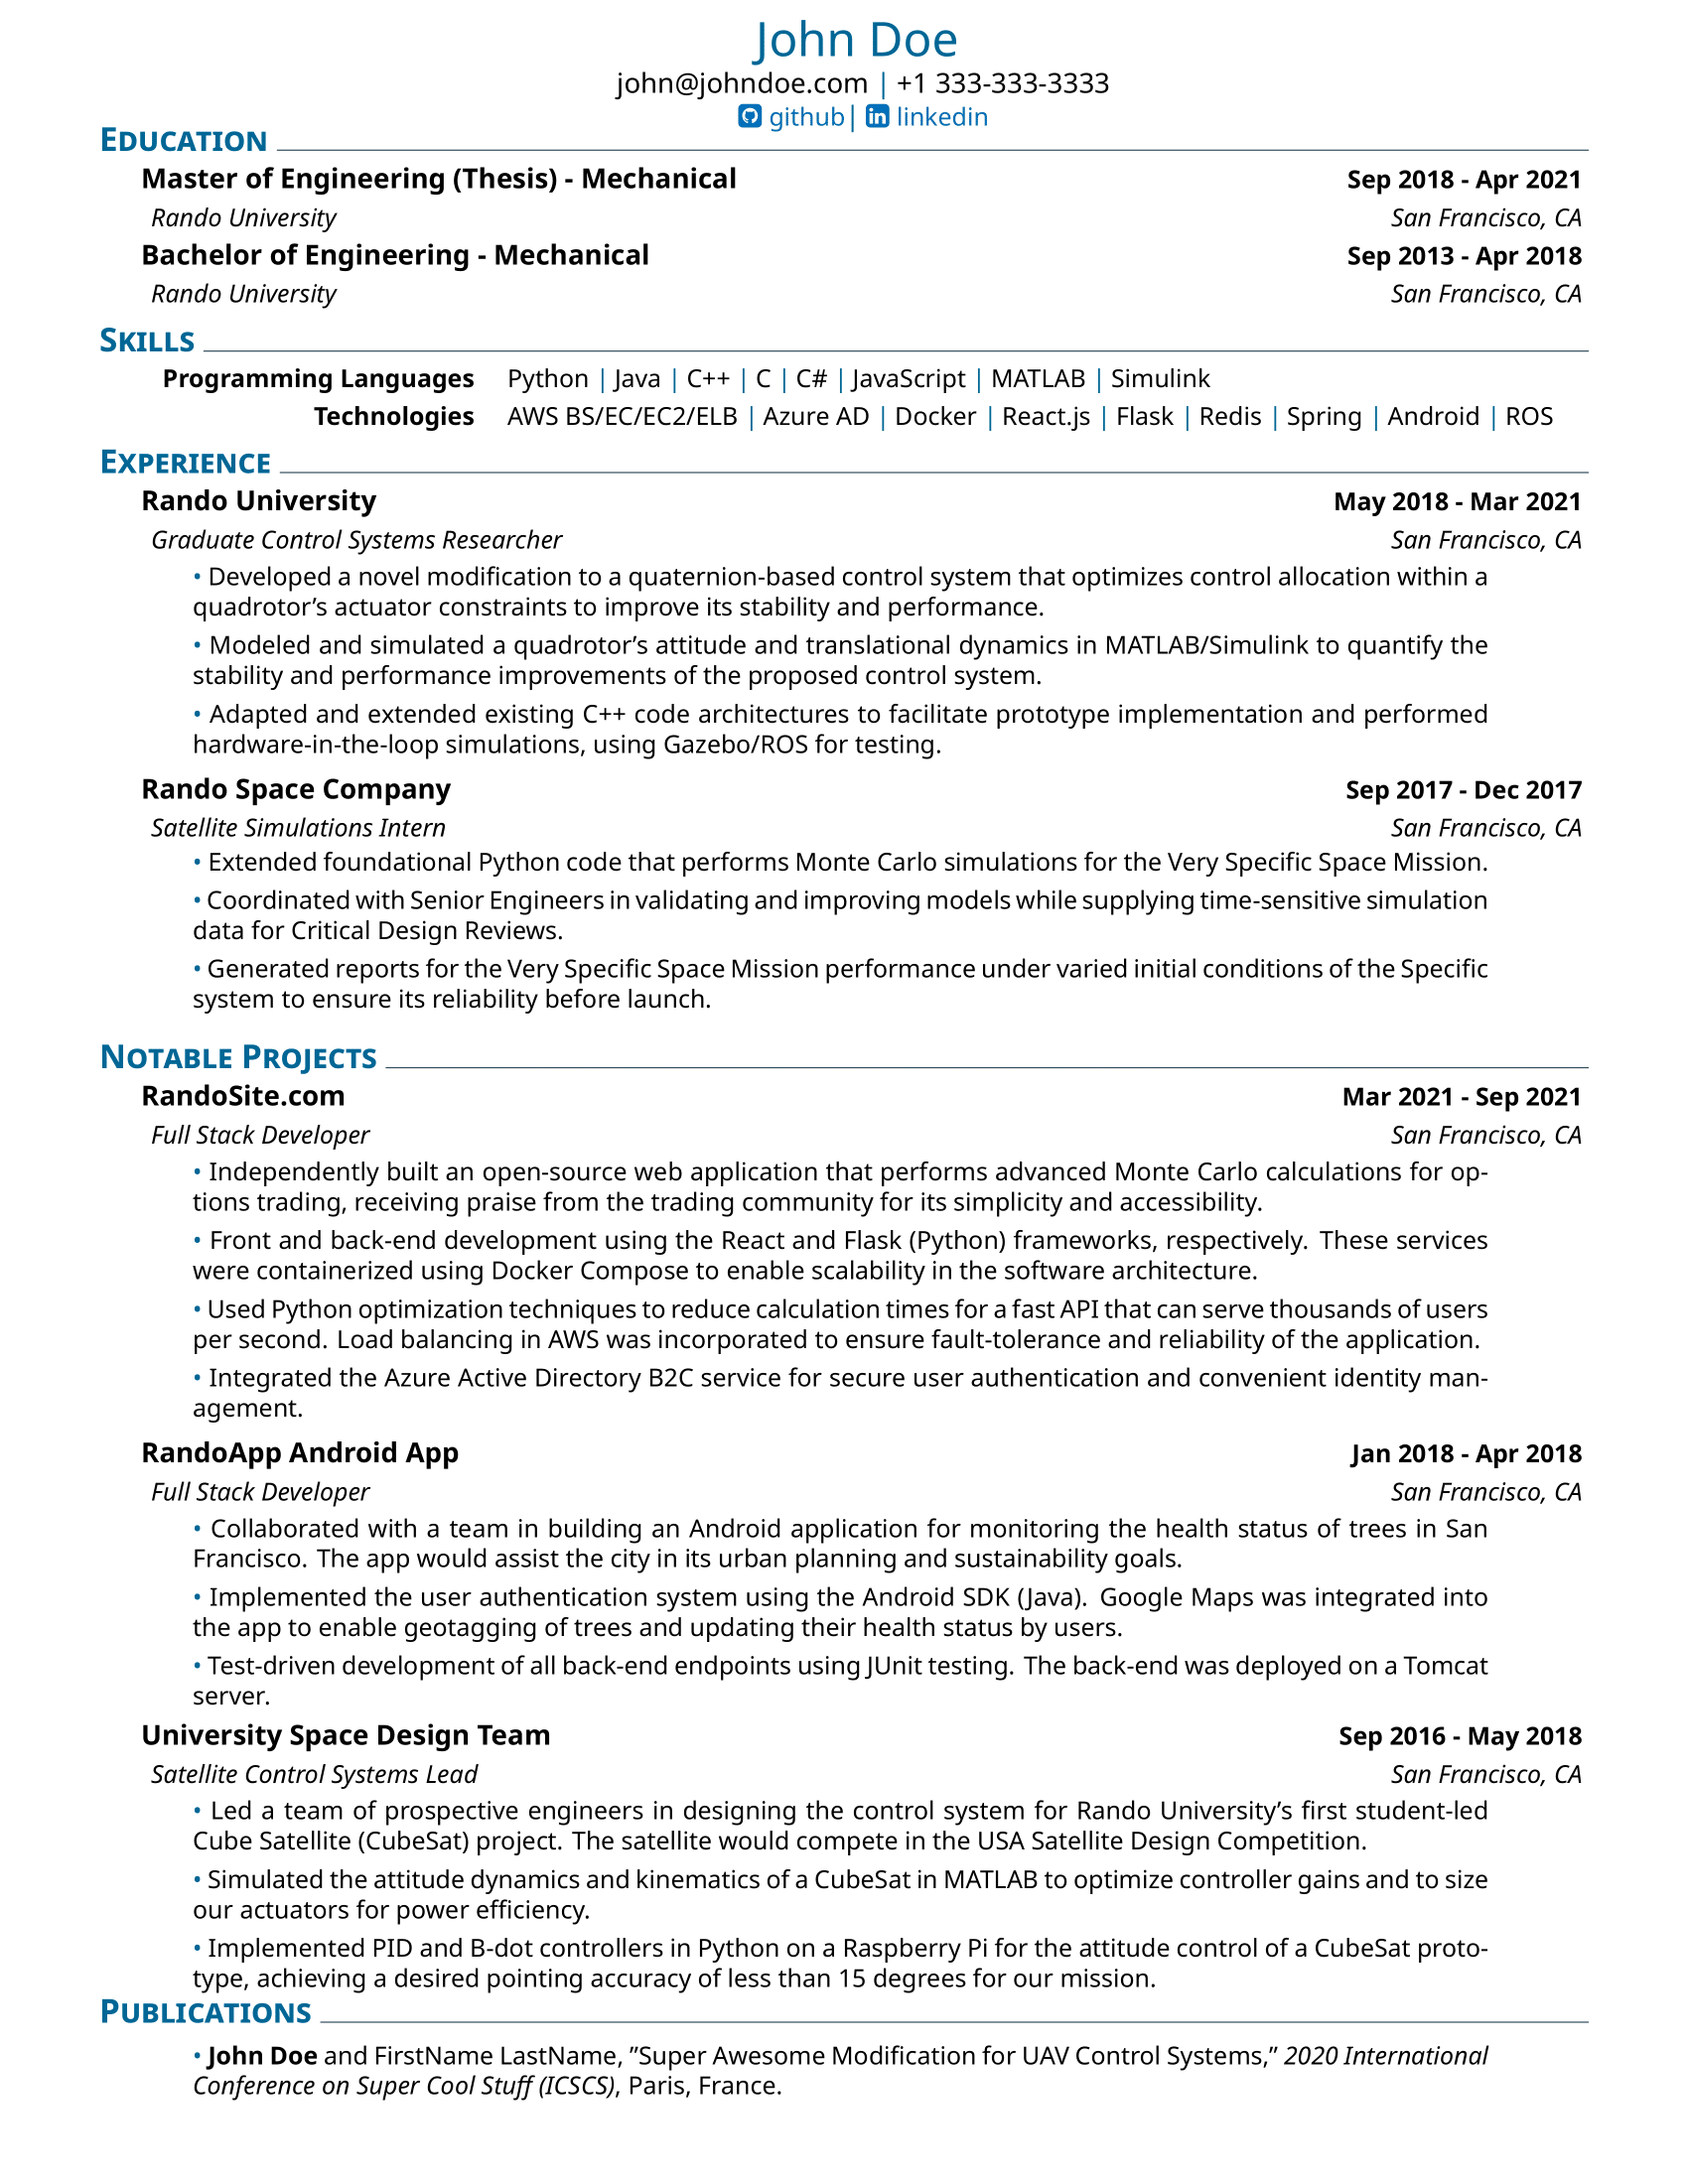 John Doe
john@johndoe.com | +1 333-333-3333
github| linkedin
EDUCATION
Master of Engineering (Thesis) - Mechanical Sep 2018 - Apr 2021
Rando University San Francisco, CA
Bachelor of Engineering - Mechanical Sep 2013 - Apr 2018
Rando University San Francisco, CA
SKILLS
Programming Languages Python | Java | C++ | C | C# | JavaScript | MATLAB | Simulink
Technologies AWS BS/EC/EC2/ELB | Azure AD | Docker | React.js | Flask | Redis | Spring | Android | ROS
EXPERIENCE
Rando University May 2018 - Mar 2021
Graduate Control Systems Researcher San Francisco, CA
• Developed a novel modification to a quaternion-based control system that optimizes control allocation within a
quadrotor’s actuator constraints to improve its stability and performance.
• Modeled and simulated a quadrotor’s attitude and translational dynamics in MATLAB/Simulink to quantify the
stability and performance improvements of the proposed control system.
• Adapted and extended existing C++ code architectures to facilitate prototype implementation and performed
hardware-in-the-loop simulations, using Gazebo/ROS for testing.
Rando Space Company Sep 2017 - Dec 2017
Satellite Simulations Intern San Francisco, CA
• Extended foundational Python code that performs Monte Carlo simulations for the Very Specific Space Mission.
• Coordinated with Senior Engineers in validating and improving models while supplying time-sensitive simulation
data for Critical Design Reviews.
• Generated reports for the Very Specific Space Mission performance under varied initial conditions of the Specific
system to ensure its reliability before launch.
NOTABLE PROJECTS
RandoSite.com Mar 2021 - Sep 2021
Full Stack Developer San Francisco, CA
• Independently built an open-source web application that performs advanced Monte Carlo calculations for op-
tions trading, receiving praise from the trading community for its simplicity and accessibility.
• Front and back-end development using the React and Flask (Python) frameworks, respectively. These services
were containerized using Docker Compose to enable scalability in the software architecture.
• Used Python optimization techniques to reduce calculation times for a fast API that can serve thousands of users
per second. Load balancing in AWS was incorporated to ensure fault-tolerance and reliability of the application.
• Integrated the Azure Active Directory B2C service for secure user authentication and convenient identity man-
agement.
RandoApp Android App Jan 2018 - Apr 2018
Full Stack Developer San Francisco, CA
• Collaborated with a team in building an Android application for monitoring the health status of trees in San
Francisco. The app would assist the city in its urban planning and sustainability goals.
• Implemented the user authentication system using the Android SDK (Java). Google Maps was integrated into
the app to enable geotagging of trees and updating their health status by users.
• Test-driven development of all back-end endpoints using JUnit testing. The back-end was deployed on a Tomcat
server.
University Space Design Team Sep 2016 - May 2018
Satellite Control Systems Lead San Francisco, CA
• Led a team of prospective engineers in designing the control system for Rando University’s first student-led
Cube Satellite (CubeSat) project. The satellite would compete in the USA Satellite Design Competition.
• Simulated the attitude dynamics and kinematics of a CubeSat in MATLAB to optimize controller gains and to size
our actuators for power efficiency.
• Implemented PID and B-dot controllers in Python on a Raspberry Pi for the attitude control of a CubeSat proto-
type, achieving a desired pointing accuracy of less than 15 degrees for our mission.
PUBLICATIONS
• John Doe and FirstName LastName, ”Super Awesome Modification for UAV Control Systems,” 2020 International
Conference on Super Cool Stuff (ICSCS), Paris, France.